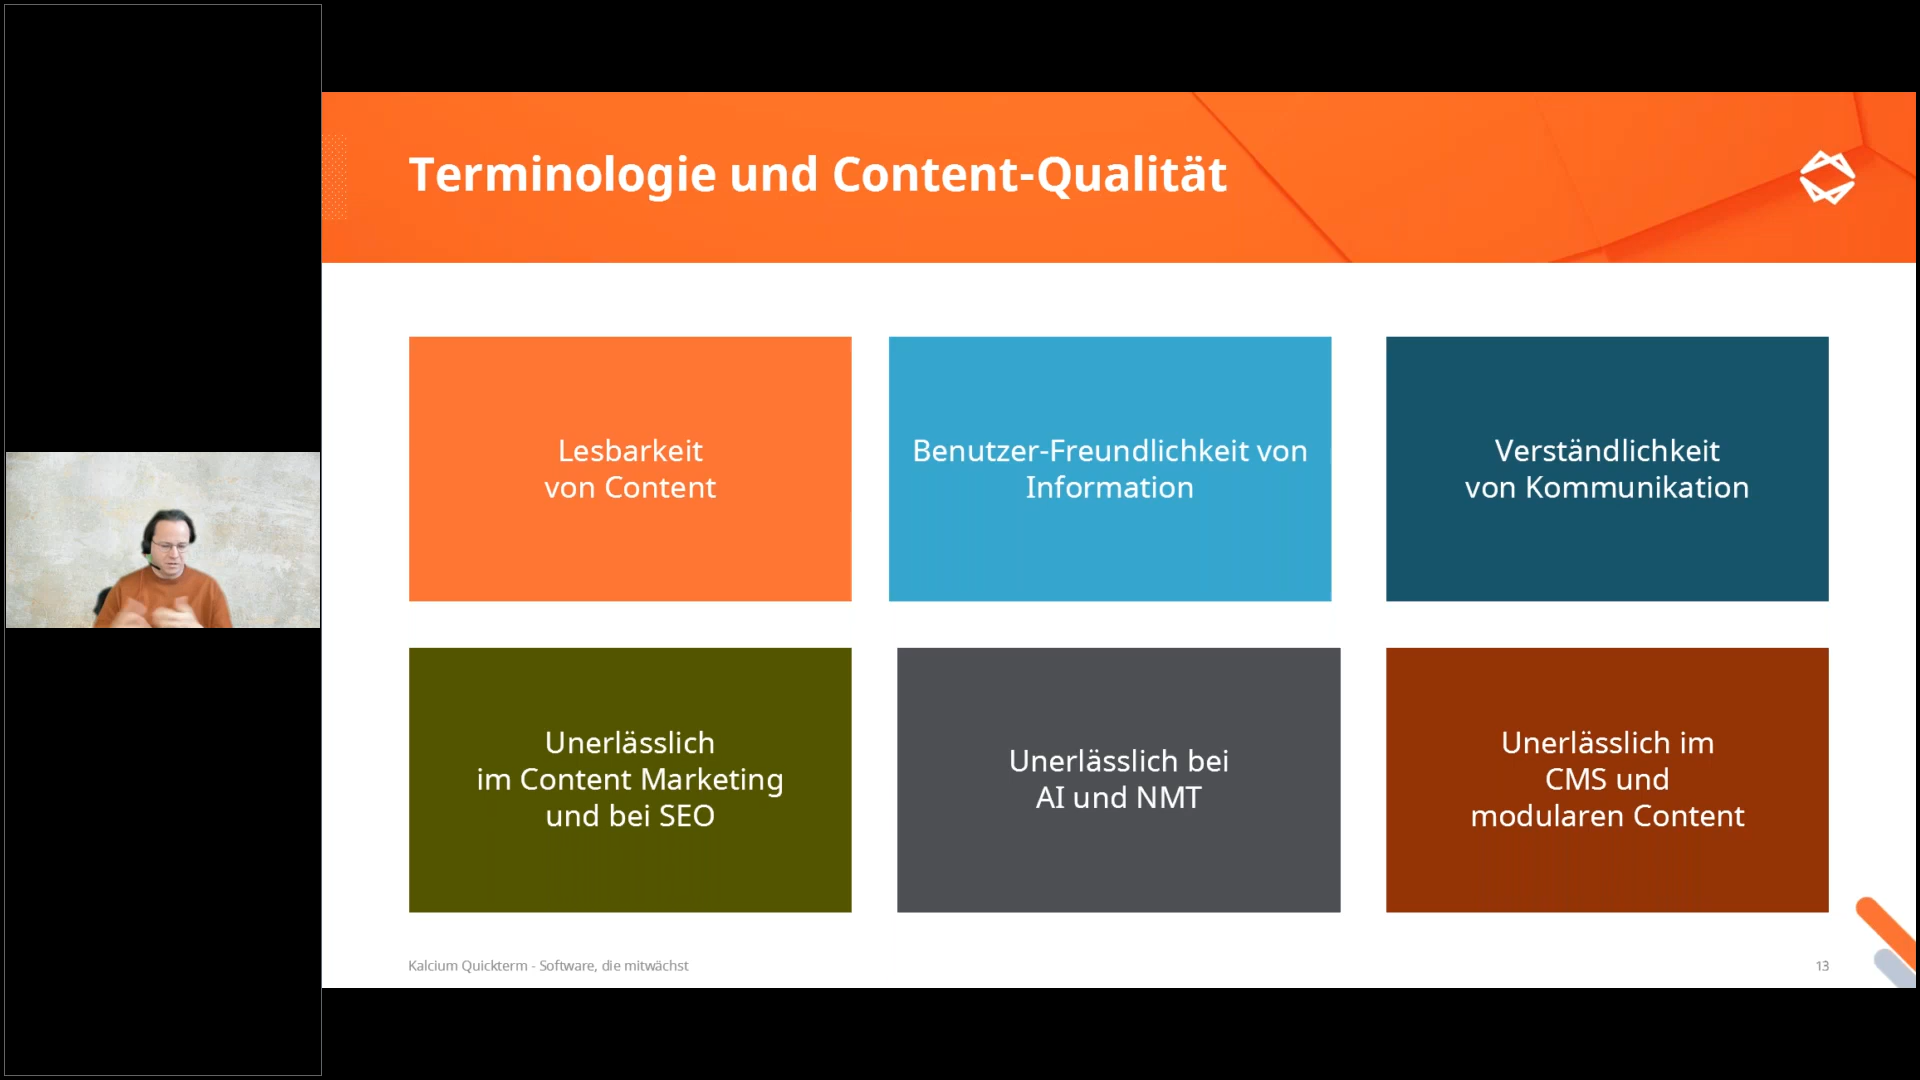 Terminologie und Content-Qualität
Lesbarkeit
von Content
Benutzer-Freundlichkeit von
Information
Verständlichkeit
von Kommunikation
Unerlässlich
im Content Marketing
und bei SEO
Unerlässlich bei
AI und NMT
Unerlässlich im
CMS und
modularen Content
Kalcium Quickterm - Software, die mitwächst
13